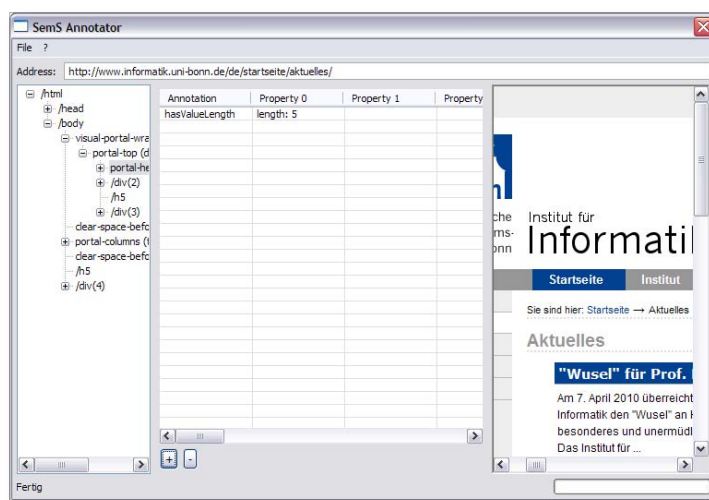 SemS Annotator
File ?
Address: http://www.informatik.uni-bonn.de/de/startseite/aktuelles/
/html
/head
/body
visual-portal-wra
portal-top (d
portal-he
/div(2)
/h5
/div(3)
clear-space-befo
portal-columns (t
clear-space-befo
/h5
/div(4)
Annotation Property 0 Property 1 Property
hasValueLength length: 5
+ -
che
ms-
onn
Institut für
Informati
Startseite Institut
Sie sind hier: Startseite → Aktuelles
Aktuelles
"Wusel" für Prof.
Am 7. April 2010 überreicht
Informatik den "Wusel" an
besonderes und unermüdl
Das Institut für ...
Fertig